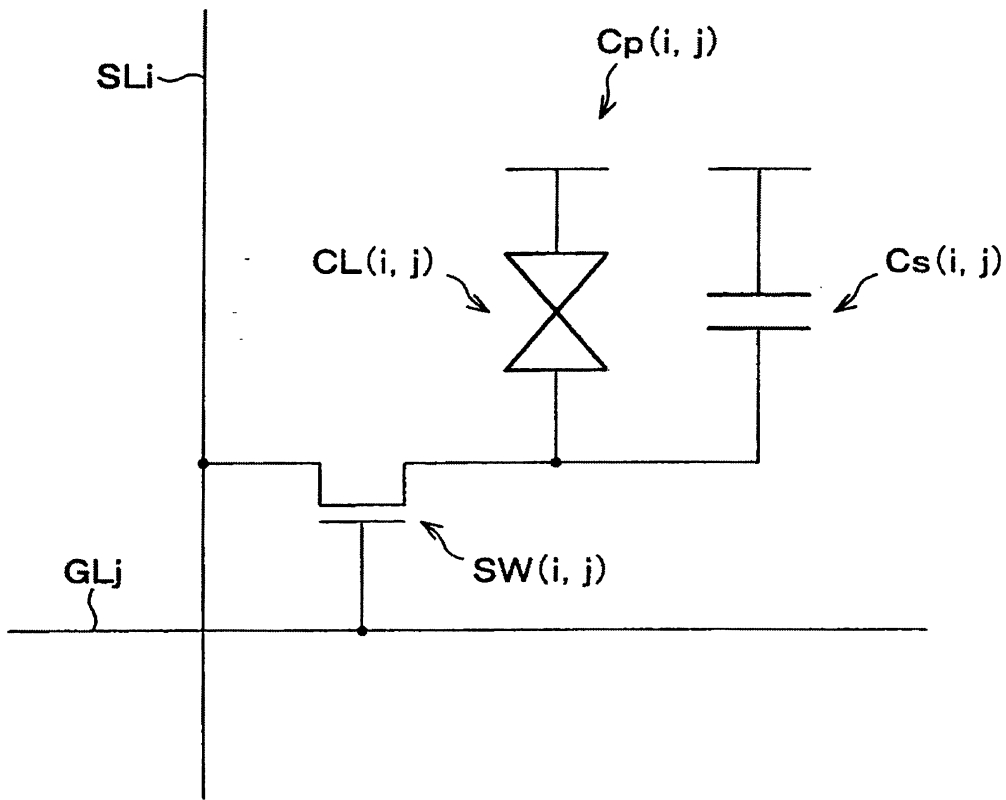 Cp(i, j)
SLi
CL(i, j)
Cs(i, j)
SW(i, j)
GLj